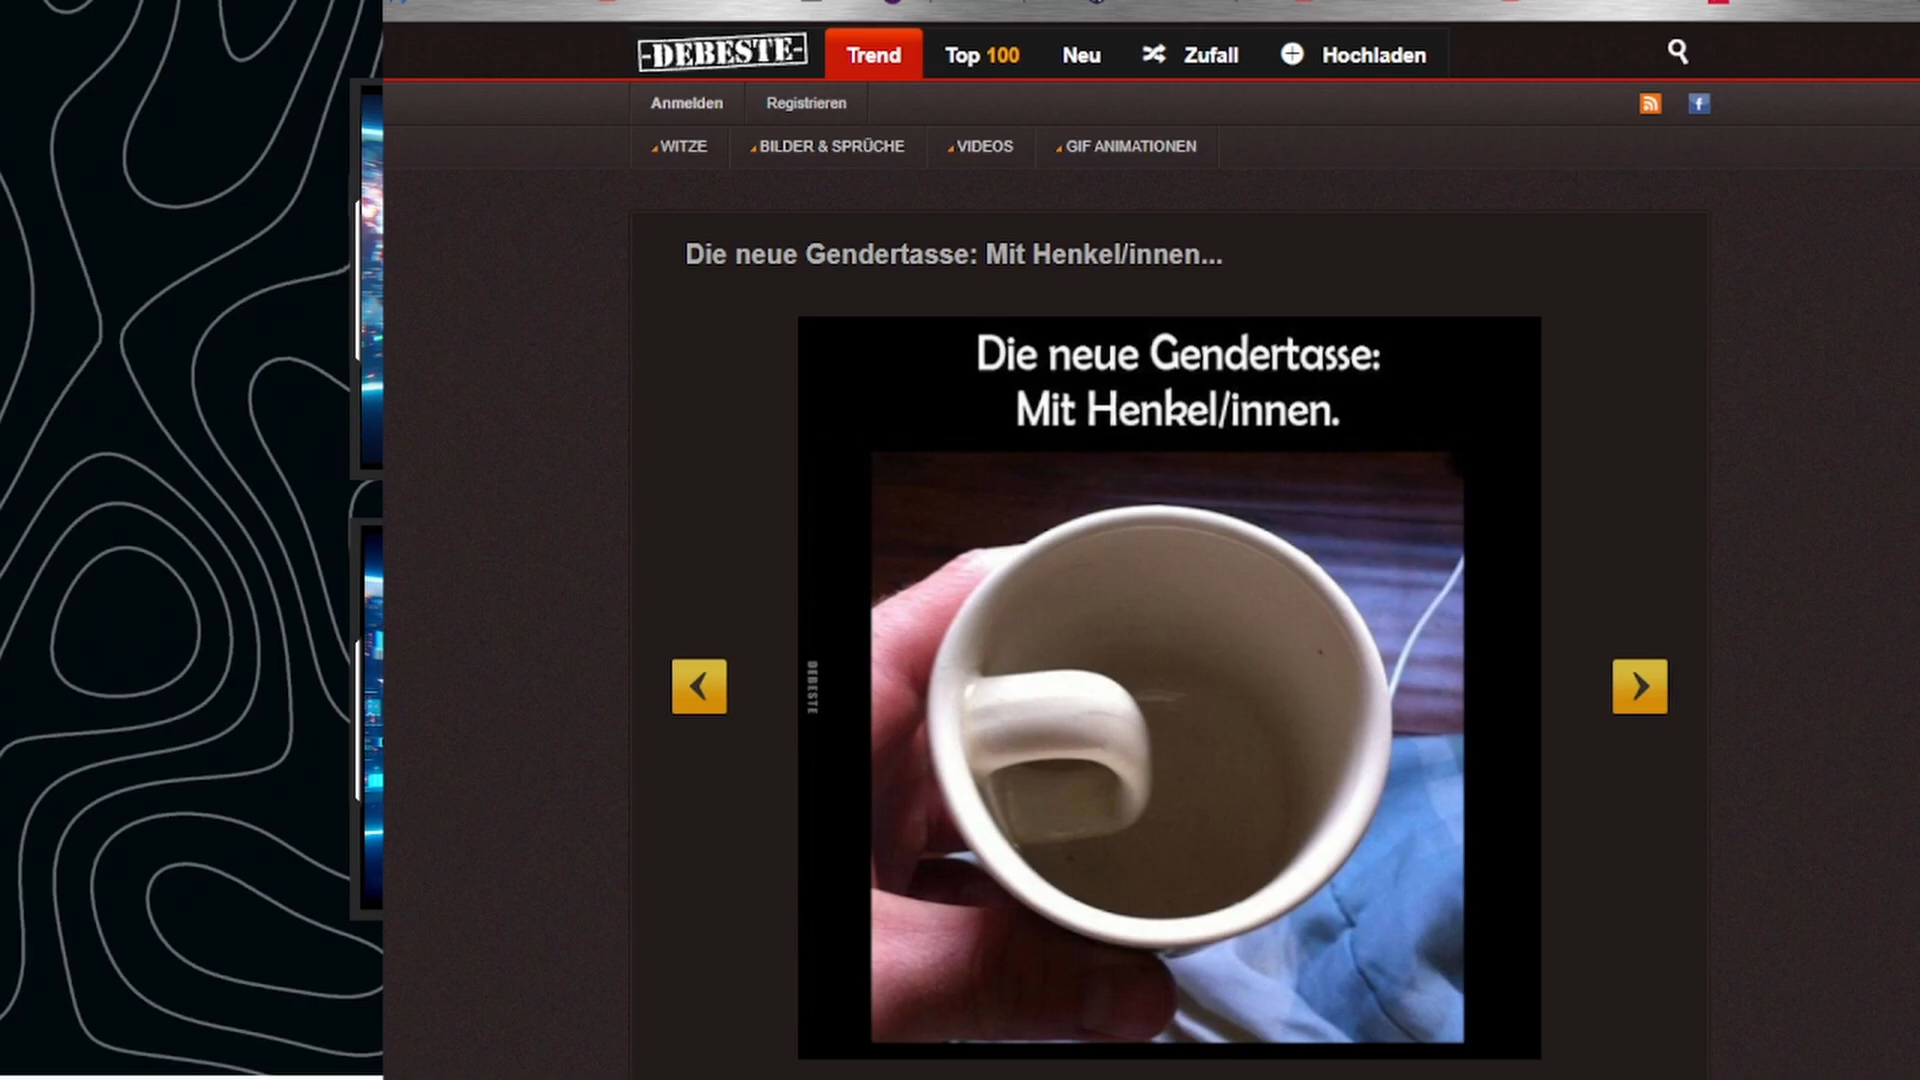 -DEBESTE-
Trend
Top 100
Neu
Zufall
Hochladen
Anmelden
Registrieren
WITZE
BILDER & SPRÜCHE
VIDEOS
GIF ANIMATIONEN
Die neue Gendertasse: Mit Henkel/innen...
Die neue Gendertasse:
Mit Henkel/innen.
DEBESTE